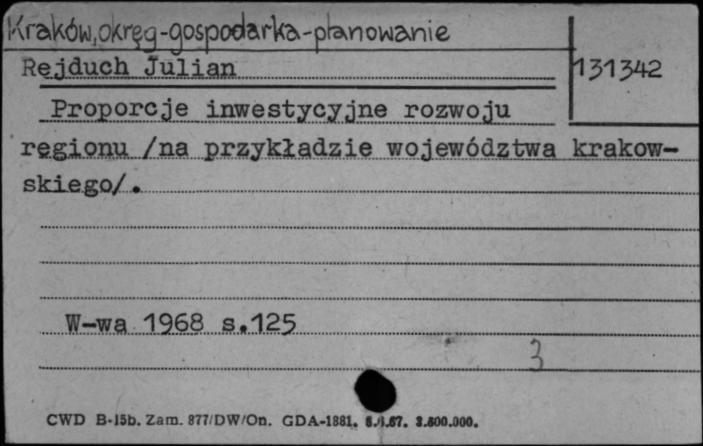 Kraków, okręg-gospodarka-planowanie
Rejduch Julian
131342
Proporcje inwestycyjne rozwoju
regionu /na przykładzie województwa krakow-
skiego/.
W-wa 1968 s.125
3
CWD B-15b. Zam. 877/DW/On. GDA-1881. 3.600.000.